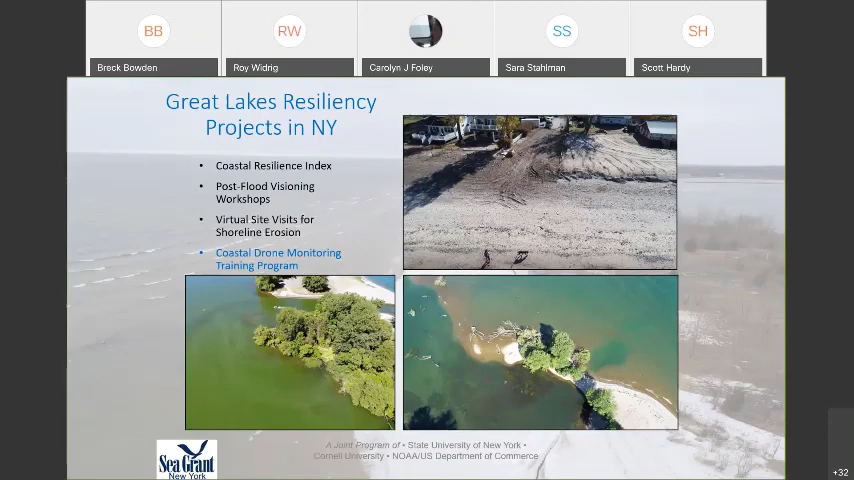 BB
RW
SS
SH
Breck Bowden
Roy Widrig
Carolyn J Foley
Sara Stahlman
Scott Hardy
Great Lakes Resiliency
Projects in NY
• Coastal Resilience Index
• Post-Flood Visioning
Workshops
• Virtual Site Visits for
Shoreline Erosion
• Coastal Drone Monitoring
Training Program
Sea Grant
New York
A Joint Program of • State University of New York •
Cornell University • NOAA/US Department of Commerce
+32